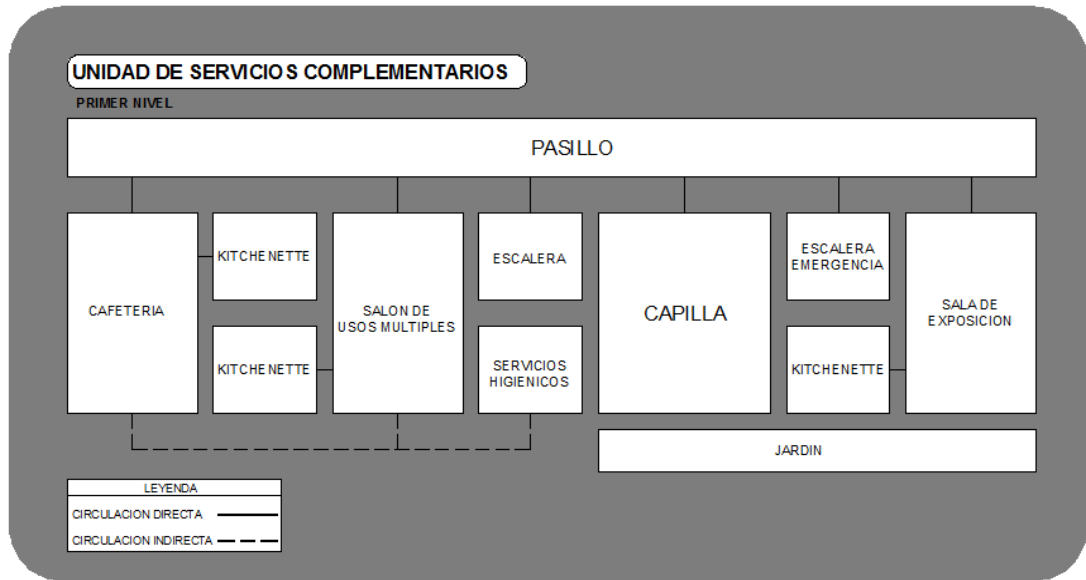 UNIDAD DE SERVICIOS COMPLEMENTARIOS
PRIMER NIVEL
PASILLO
CAFETERIA
KITCHENETTE
KITCHENETTE
SALON DE
USOS MULTIPLES
ESCALERA
SERVICIOS
HIGIENICOS
CAPILLA
ESCALERA
EMERGENCIA
KITCHENETTE
SALA DE
EXPOSICION
JARDIN
LEYENDA
CIRCULACION DIRECTA
CIRCULACION INDIRECTA